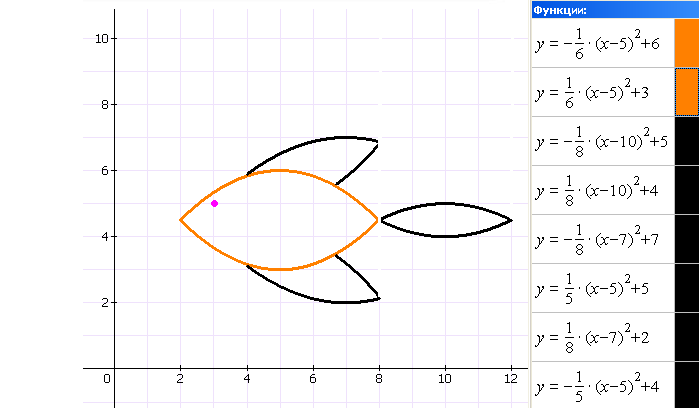 Функции:
y = -1/6 · (x-5)^2+6
y = 1/6 · (x-5)^2+3
y = -1/8 · (x-10)^2+5
y = 1/8 · (x-10)^2+4
y = -1/8 · (x-7)^2+7
y = 1/5 · (x-5)^2+5
y = 1/8 · (x-7)^2+2
y = -1/5 · (x-5)^2+4
10
8
6
4
2
0 2 4 6 8 10 12